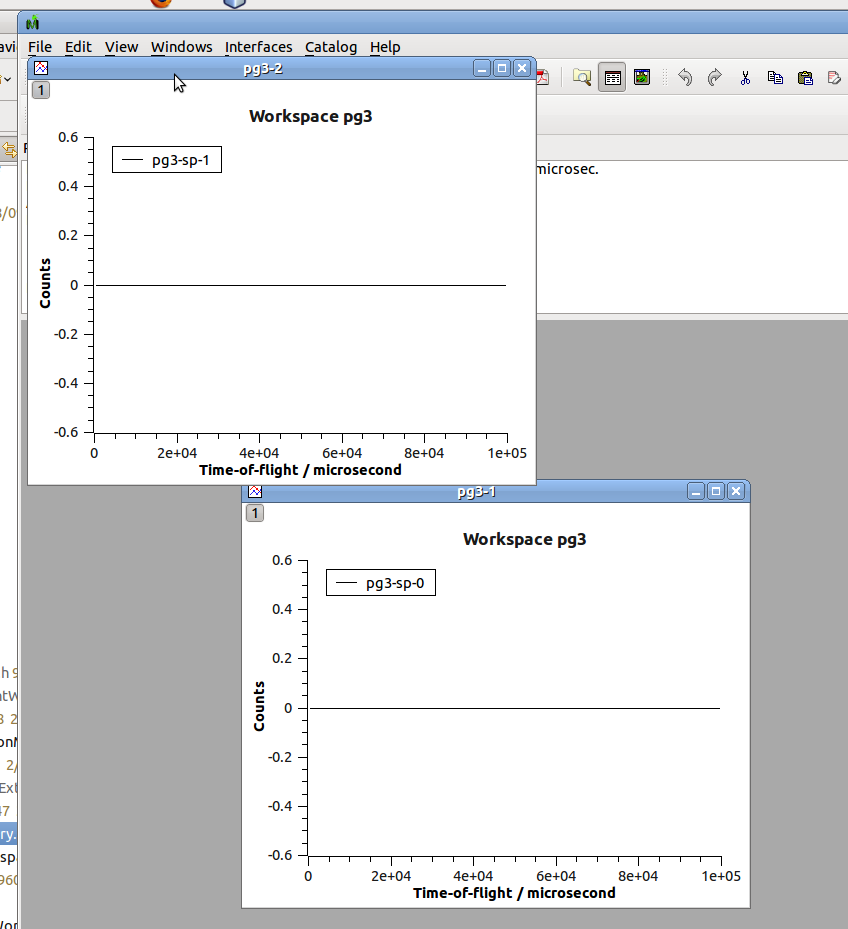 File Edit View Windows Interfaces Catalog Help
pg3-2
1
Workspace pg3
pg3-sp-1
0.6
0.4
0.2
0
-0.2
-0.4
-0.6
Counts
0 2e+04 4e+04 6e+04 8e+04 1e+05
Time-of-flight / microsecond
microsec.
pg3-1
1
Workspace pg3
pg3-sp-0
0.6
0.4
0.2
0
-0.2
-0.4
-0.6
Counts
0 2e+04 4e+04 6e+04 8e+04 1e+05
Time-of-flight / microsecond